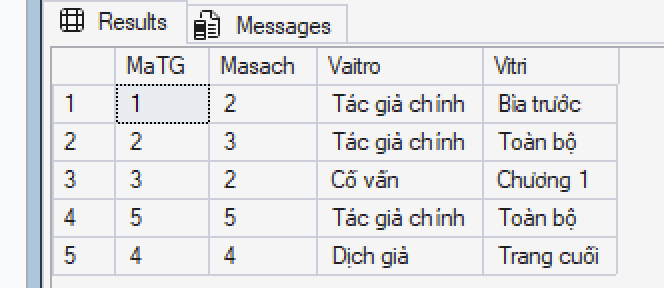 Results Messages
MaTG Masach Vaitro Vitri
1 1 2 Tác giả chính Bìa trước
2 2 3 Tác giả chính Toàn bộ
3 3 2 Cố vấn Chương 1
4 5 5 Tác giả chính Toàn bộ
5 4 4 Dịch giả Trang cuối